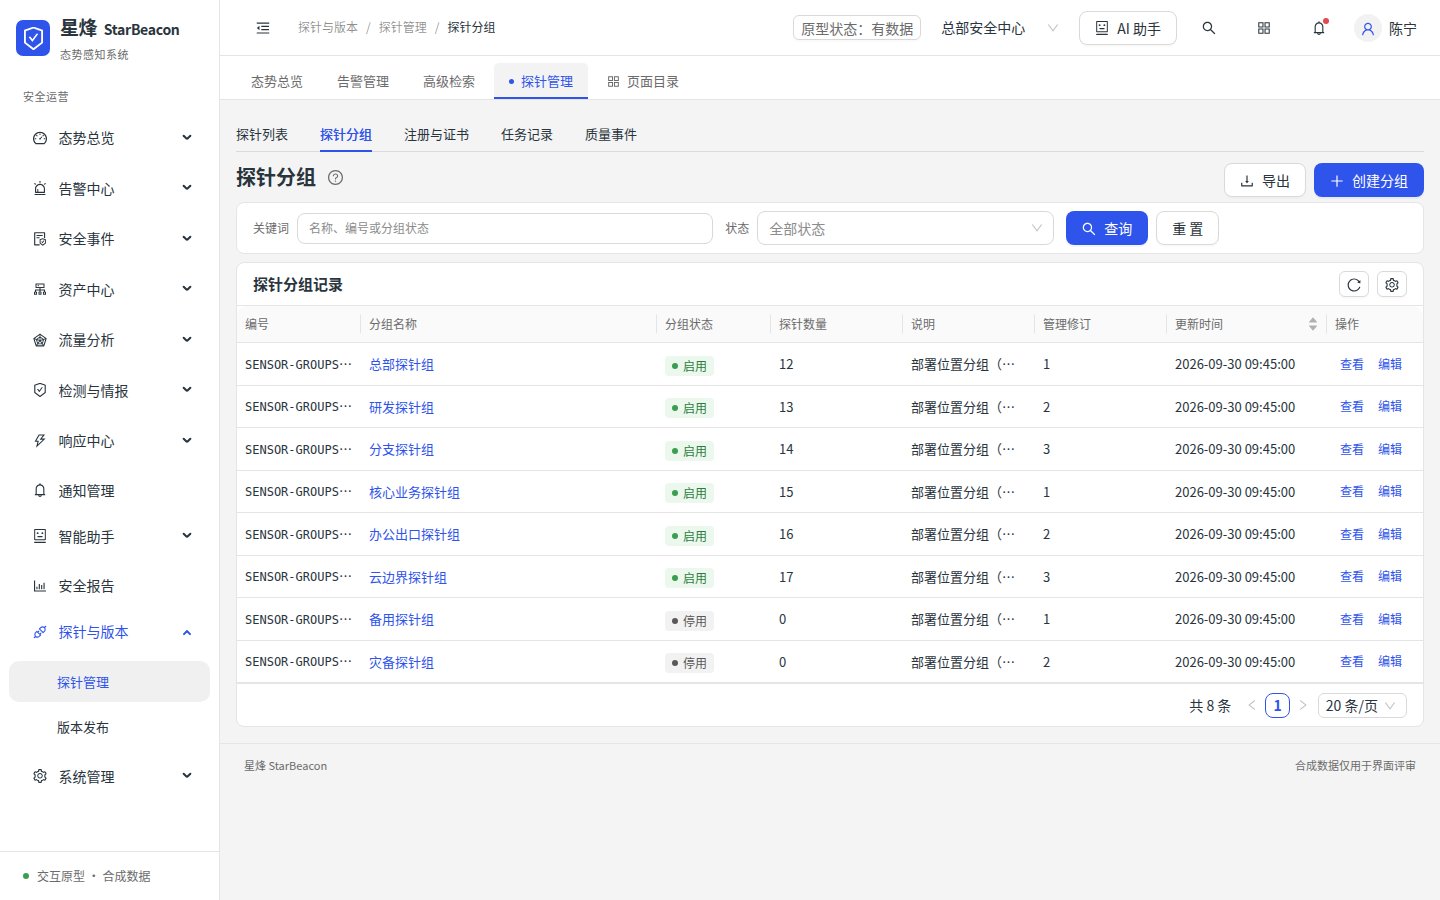 星烽 StarBeacon
态势感知系统
安全运营
态势总览
告警中心
安全事件
资产中心
流量分析
检测与情报
响应中心
通知管理
智能助手
安全报告
探针与版本
探针管理
版本发布
系统管理
交互原型 · 合成数据
探针与版本 / 探针管理 / 探针分组
原型状态：有数据
总部安全中心
AI 助手
陈宁
态势总览
告警管理
高级检索
探针管理
页面目录
探针列表
探针分组
注册与证书
任务记录
质量事件
探针分组
导出
创建分组
关键词 名称、编号或分组状态
状态 全部状态
查询
重 置
探针分组记录
编号 分组名称 分组状态 探针数量 说明 管理修订 更新时间 操作
SENSOR-GROUPS··· 总部探针组 启用 12 部署位置分组（··· 1 2026-09-30 09:45:00 查看 编辑
SENSOR-GROUPS··· 研发探针组 启用 13 部署位置分组（··· 2 2026-09-30 09:45:00 查看 编辑
SENSOR-GROUPS··· 分支探针组 启用 14 部署位置分组（··· 3 2026-09-30 09:45:00 查看 编辑
SENSOR-GROUPS··· 核心业务探针组 启用 15 部署位置分组（··· 1 2026-09-30 09:45:00 查看 编辑
SENSOR-GROUPS··· 办公出口探针组 启用 16 部署位置分组（··· 2 2026-09-30 09:45:00 查看 编辑
SENSOR-GROUPS··· 云边界探针组 启用 17 部署位置分组（··· 3 2026-09-30 09:45:00 查看 编辑
SENSOR-GROUPS··· 备用探针组 停用 0 部署位置分组（··· 1 2026-09-30 09:45:00 查看 编辑
SENSOR-GROUPS··· 灾备探针组 停用 0 部署位置分组（··· 2 2026-09-30 09:45:00 查看 编辑
共 8 条 < 1 > 20 条/页
星烽 StarBeacon
合成数据仅用于界面评审